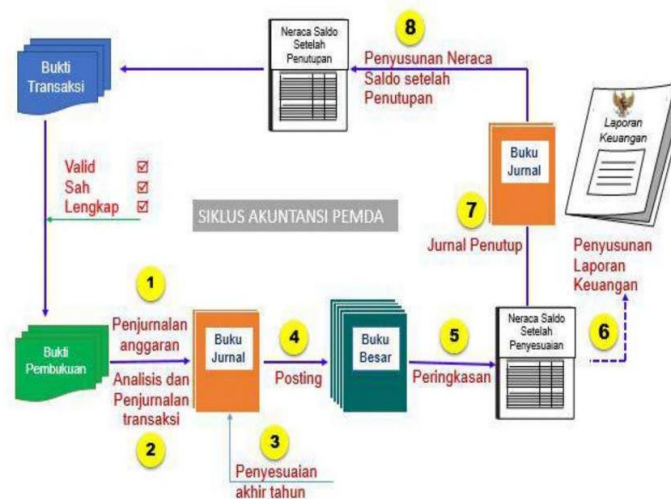 Bukti
Transaksi
Neraca Saldo
Setelah
Penutupan
8
Penyusunan Neraca
Saldo setelah
Penutupan
Laporan
Keuangan
Buku
Jurnal
Valid ☑
Sah ☑
Lengkap ☑
SIKLUS AKUNTANSI PEMDA
7
Jurnal Penutup
Penyusunan
Laporan
Keuangan
1
Penjurnalan
anggaran
Bukti
Pembukuan
Analisis dan
Penjurnalan
transaksi
2
Buku
Jurnal
4
Posting
Buku
Besar
5
Peringkasan
Neraca Saldo
Setelah
Penyesuaian
6
3
Penyesuaian
akhir tahun